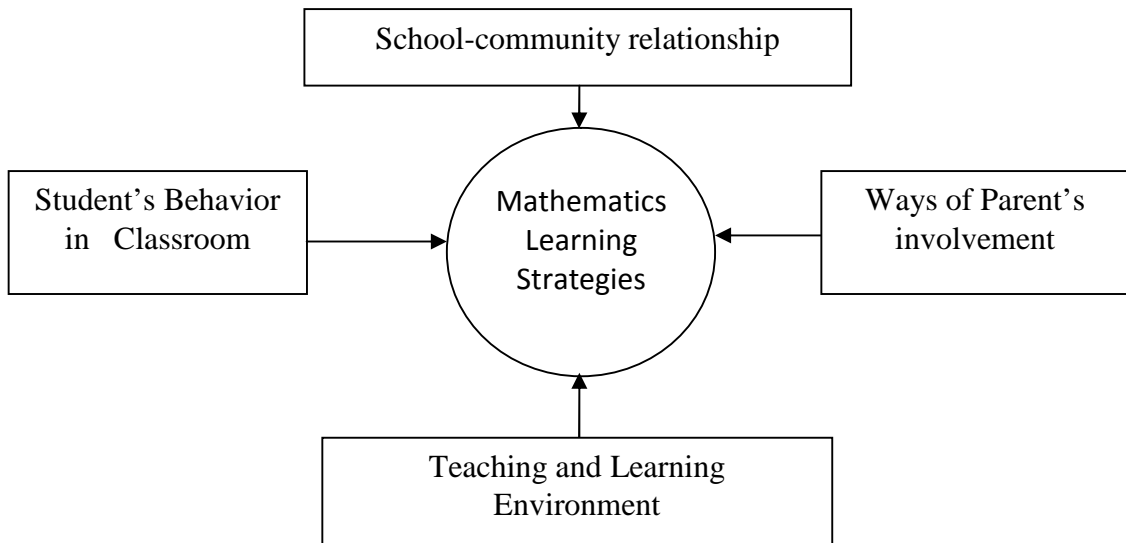 School-community relationship
Student’s Behavior
in Classroom
Mathematics
Learning
Strategies
Ways of Parent’s
involvement
Teaching and Learning
Environment